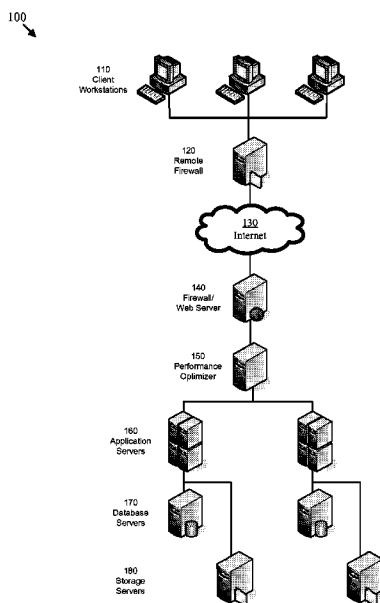 100
110
Client
Workstations
120
Remote
Firewall
130
Internet
140
Firewall/
Web Server
150
Performance
Optimizer
160
Application
Servers
170
Database
Servers
180
Storage
Servers